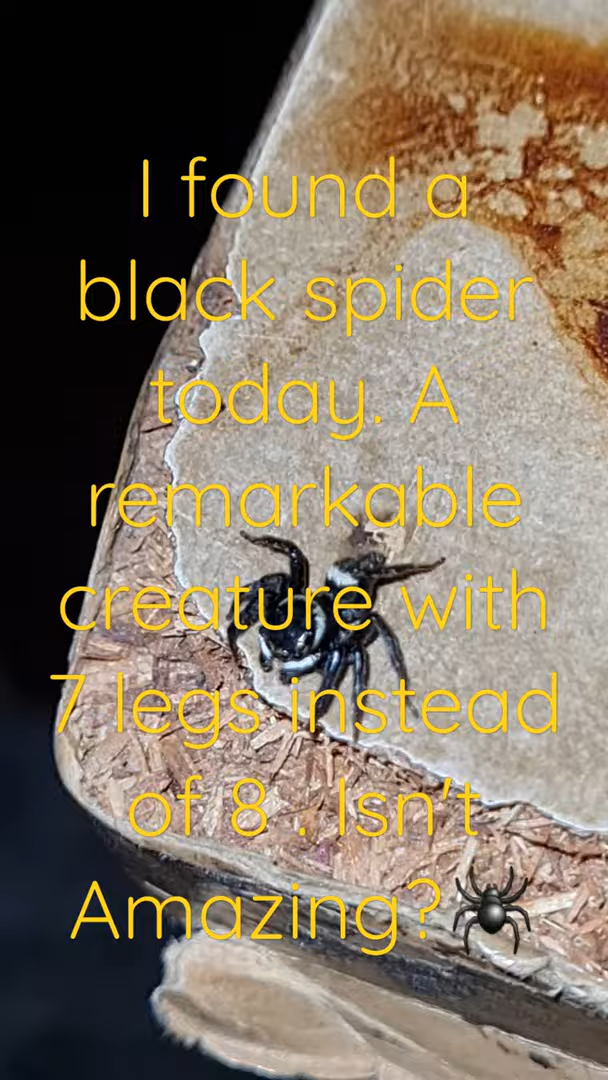 I found a
black spider
today. A
remarkable
creature with
7 legs instead
of 8 . Isn't
Amazing?🕷